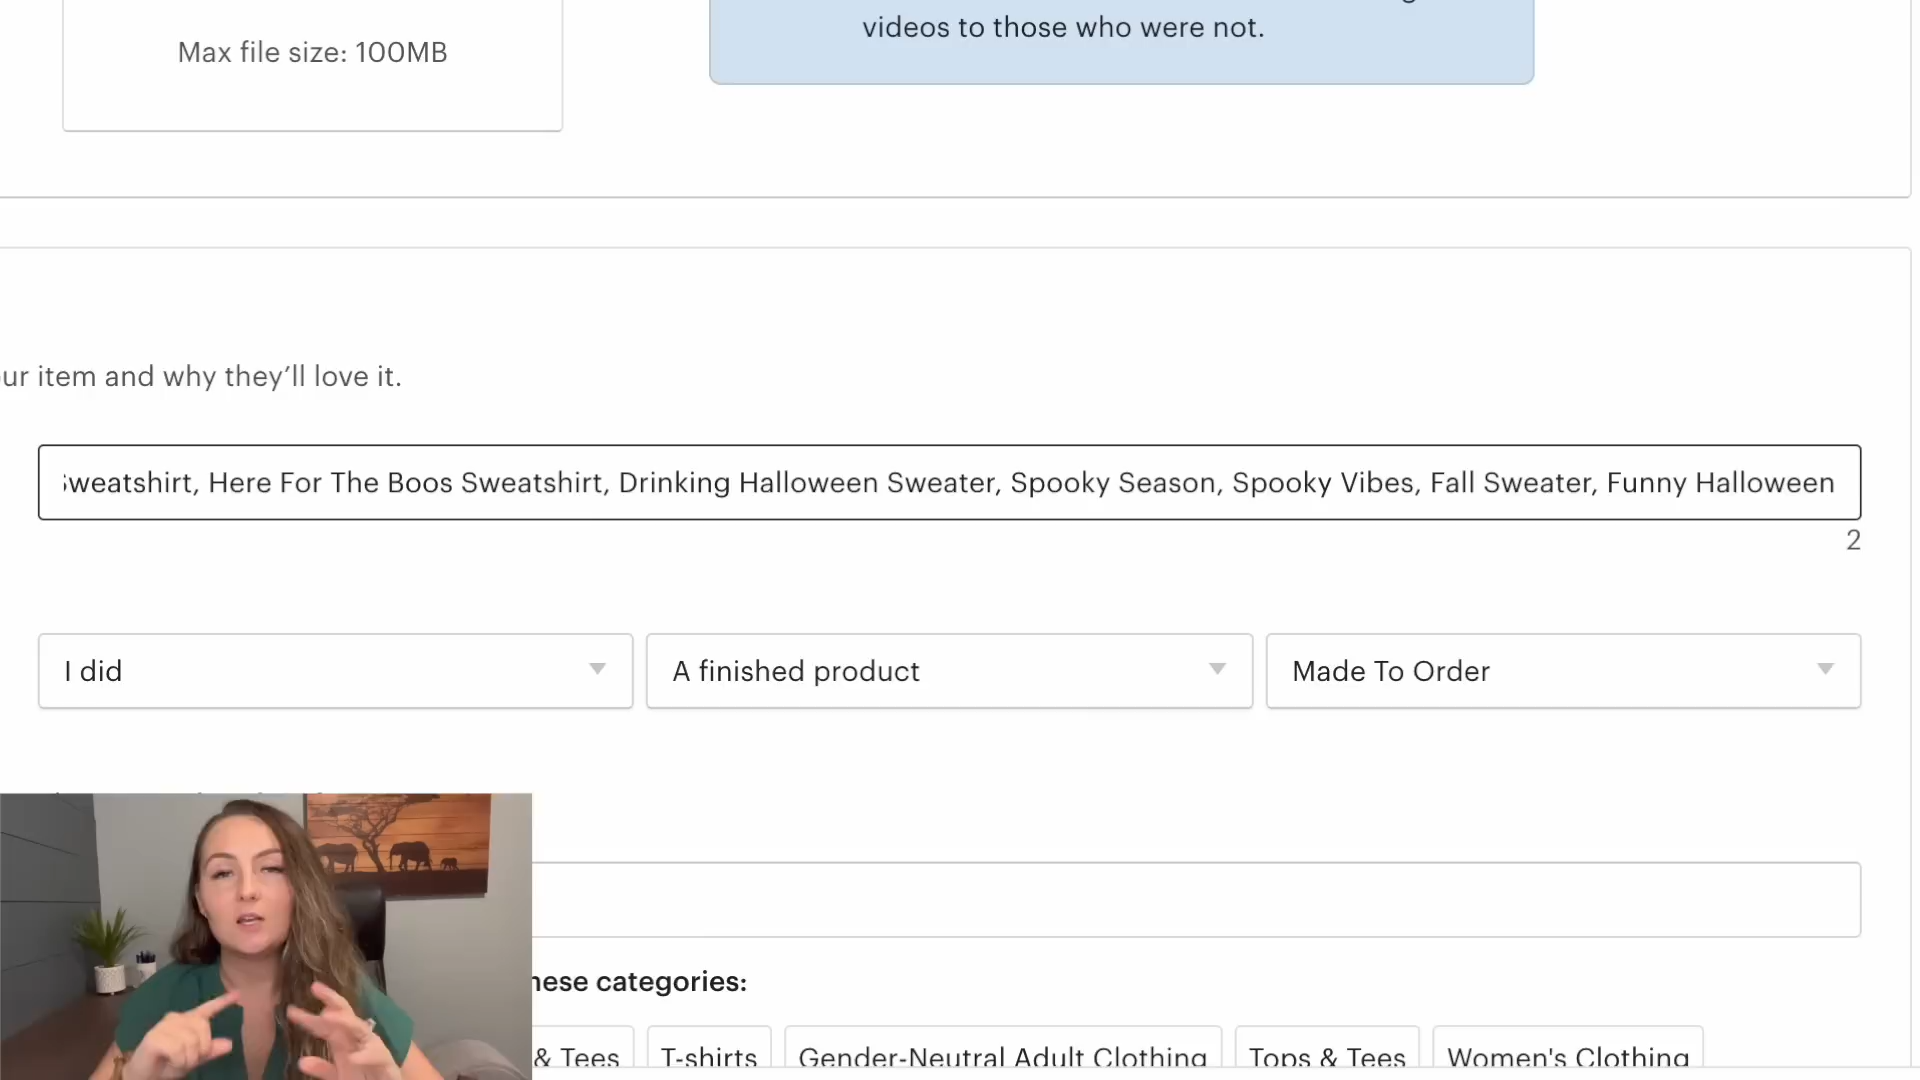 videos to those who were not.
Max file size: 100MB
ur item and why they’ll love it.
Sweatshirt, Here For The Boos Sweatshirt, Drinking Halloween Sweater, Spooky Season, Spooky Vibes, Fall Sweater, Funny Halloween
2
I did
A finished product
Made To Order
hese categories:
& Tees
T-shirts
Gender-Neutral Adult Clothing
Tops & Tees
Women's Clothing